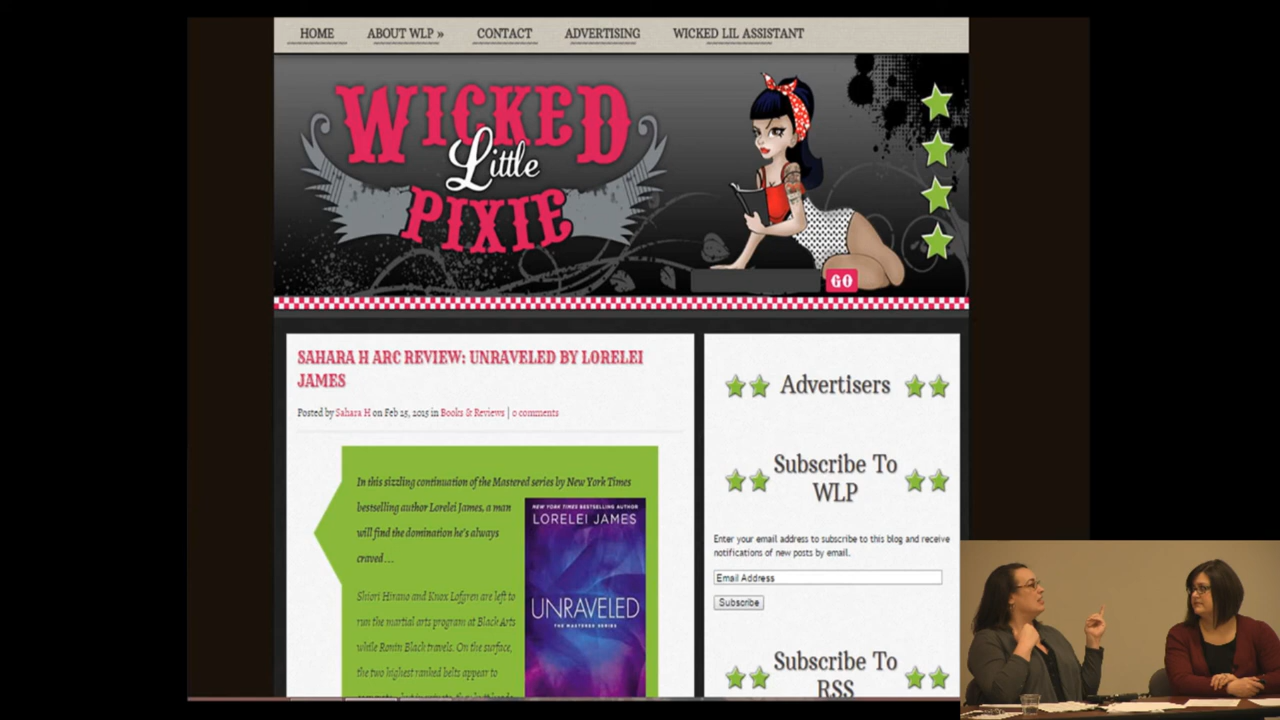 HOME ABOUT WLP » CONTACT ADVERTISING WICKED LIL ASSISTANT
WICKED
Little
PIXIE
GO
SAHARA H ARC REVIEW: UNRAVELED BY LORELEI
JAMES
Posted by Sahara H on Feb 25, 2015 in Books & Reviews | 0 comments
In this sizzling continuation of the Mastered series by New York Times
bestselling author Lorelei James, a man
will find the domination he's always
craved . . .
Shiori Hirano and Knox Lofgren are left to
run the martial arts program at Black Arts
while Ronin Black travels. On the surface,
the two highest ranked belts appear to
NEW YORK TIMES BESTSELLING AUTHOR
LORELEI JAMES
UNRAVELED
THE MASTERED SERIES
Advertisers
Subscribe To
WLP
Enter your email address to subscribe to this blog and receive
notifications of new posts by email.
Email Address
Subscribe
Subscribe To
RSS